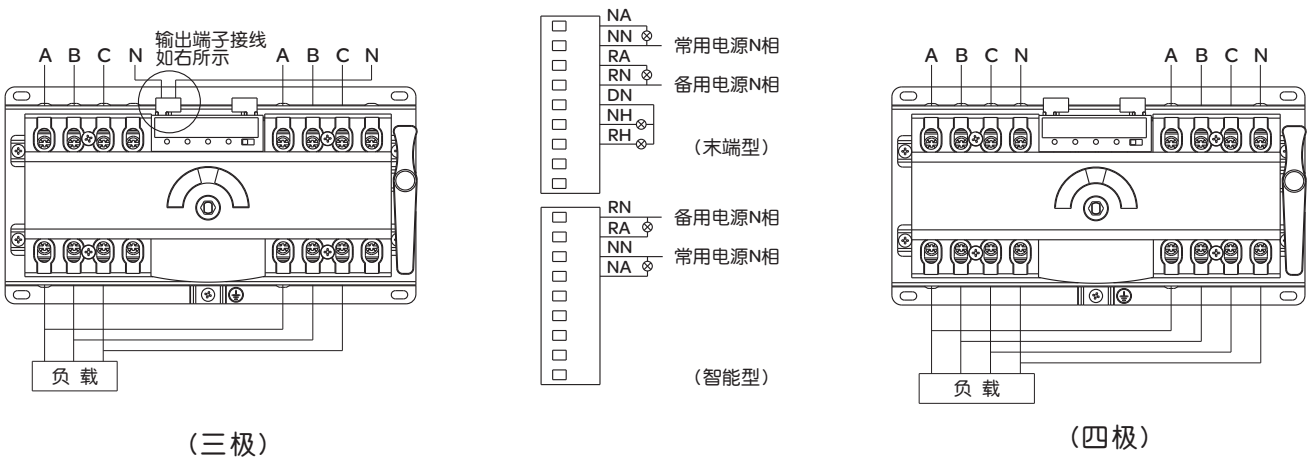 A B C N
输出端子接线
如右所示
A B C N
负 载
(三极)
NA
NN
常用电源N相
RA
RN
备用电源N相
DN
NH
RH
(末端型)
RN
备用电源N相
RA
NN
常用电源N相
NA
(智能型)
A B C N
A B C N
负 载
(四极)